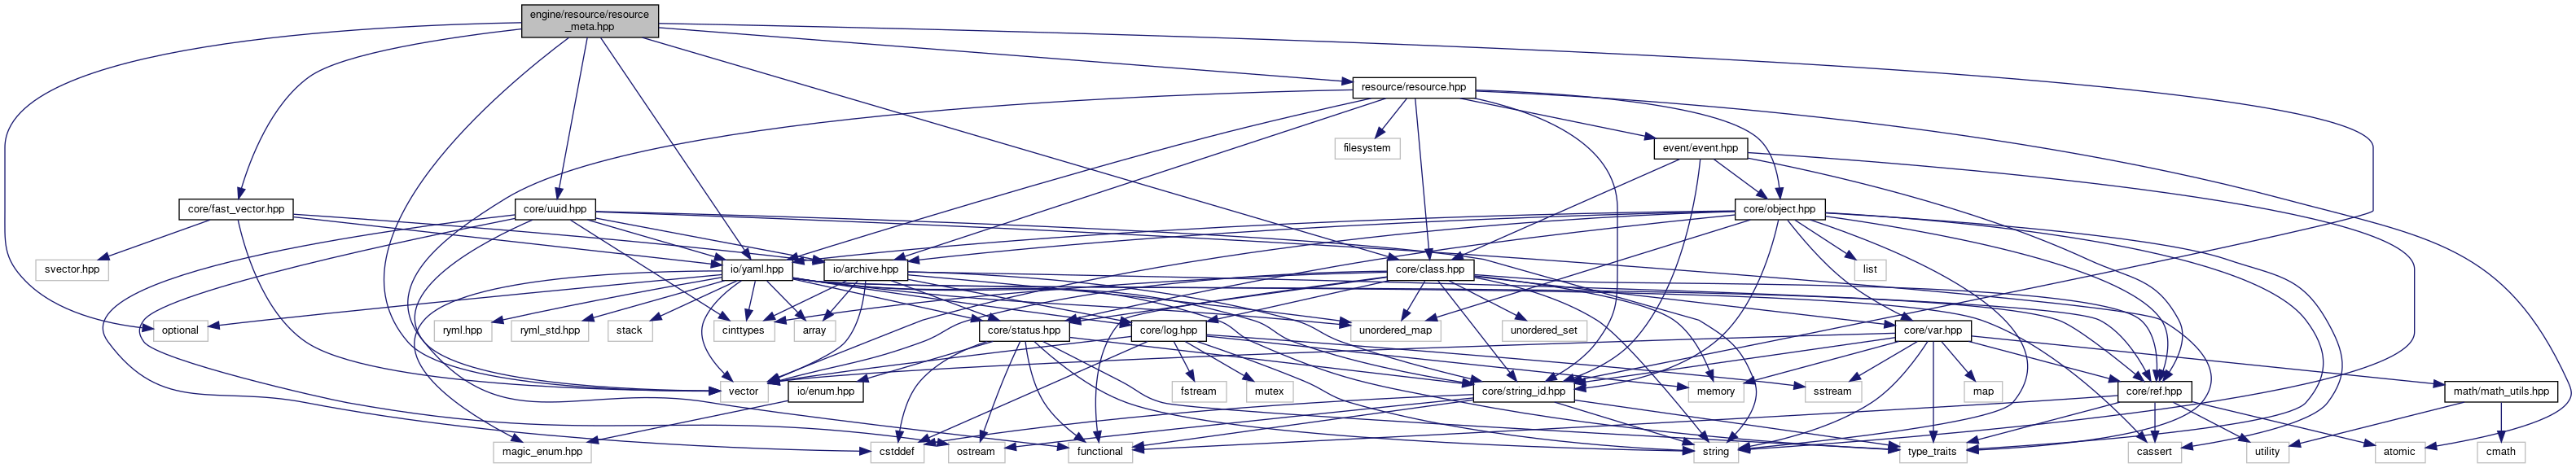 engine/resource/resource
_meta.hpp
resource/resource.hpp
filesystem
event/event.hpp
core/fast_vector.hpp
core/uuid.hpp
core/object.hpp
svector.hpp
io/yaml.hpp
io/archive.hpp
core/class.hpp
list
optional
ryml.hpp
ryml_std.hpp
stack
cinttypes
array
core/status.hpp
core/log.hpp
unordered_map
unordered_set
core/var.hpp
vector
io/enum.hpp
fstream
mutex
core/string_id.hpp
memory
sstream
map
core/ref.hpp
math/math_utils.hpp
magic_enum.hpp
cstddef
ostream
functional
string
type_traits
cassert
utility
atomic
cmath